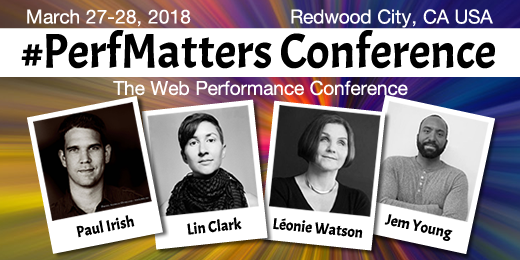 March 27-28, 2018 Redwood City, CA USA
#PerfMatters Conference
The Web Performance Conference
Paul Irish
Lin Clark
Léonie Watson
Jem Young